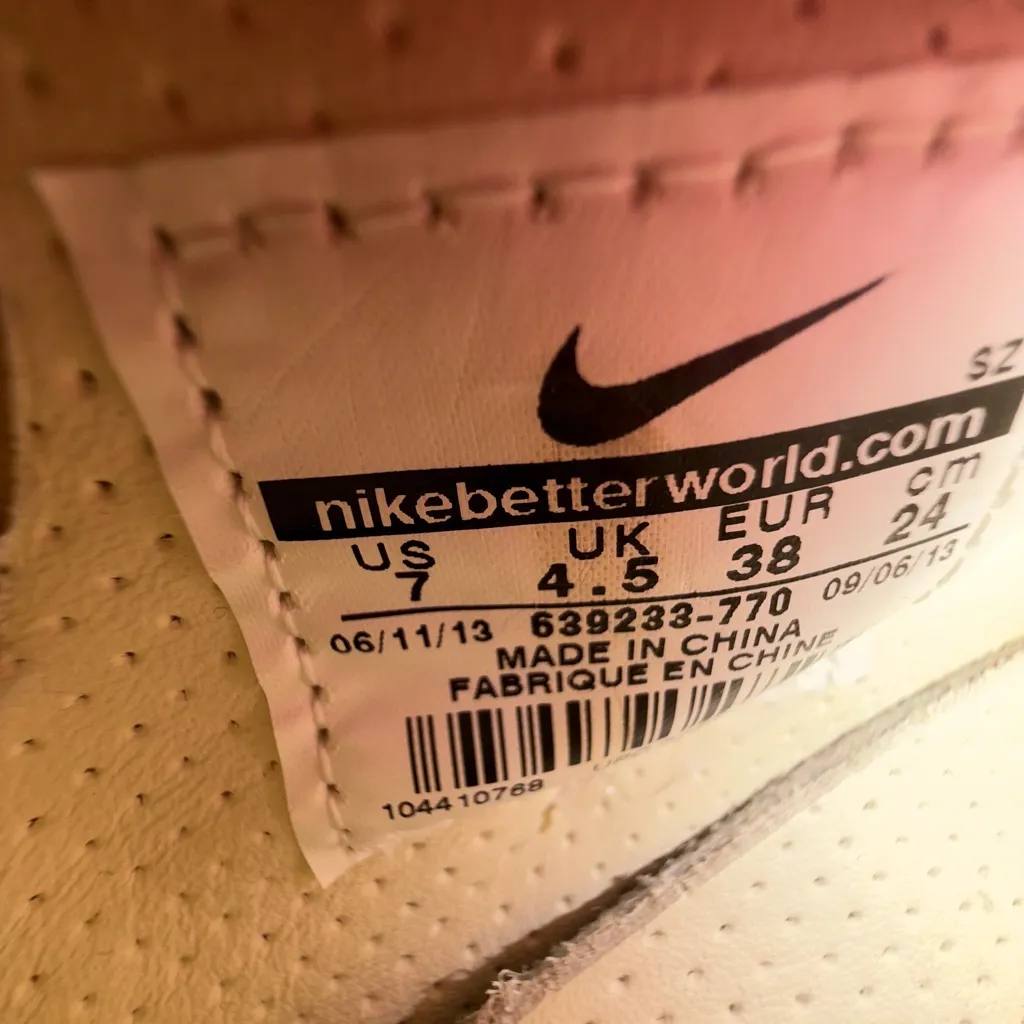 SZ
nikebetterworld.com
US UK EUR cm
7 4.5 38 24
06/11/13 639233-770 09/06/13
MADE IN CHINA
FABRIQUE EN CHINE
104410768